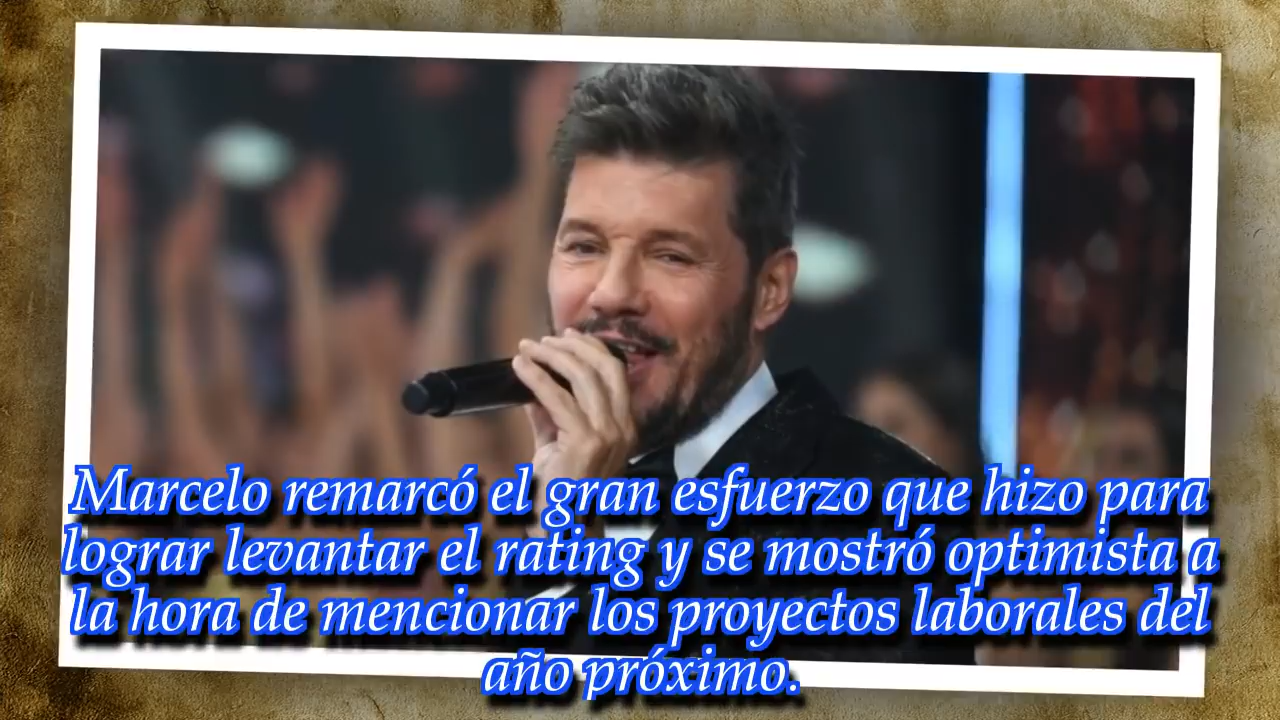 Marcelo remarcó el gran esfuerzo que hizo para
lograr levantar el rating y se mostró optimista a
la hora de mencionar los proyectos laborales del
año próximo.